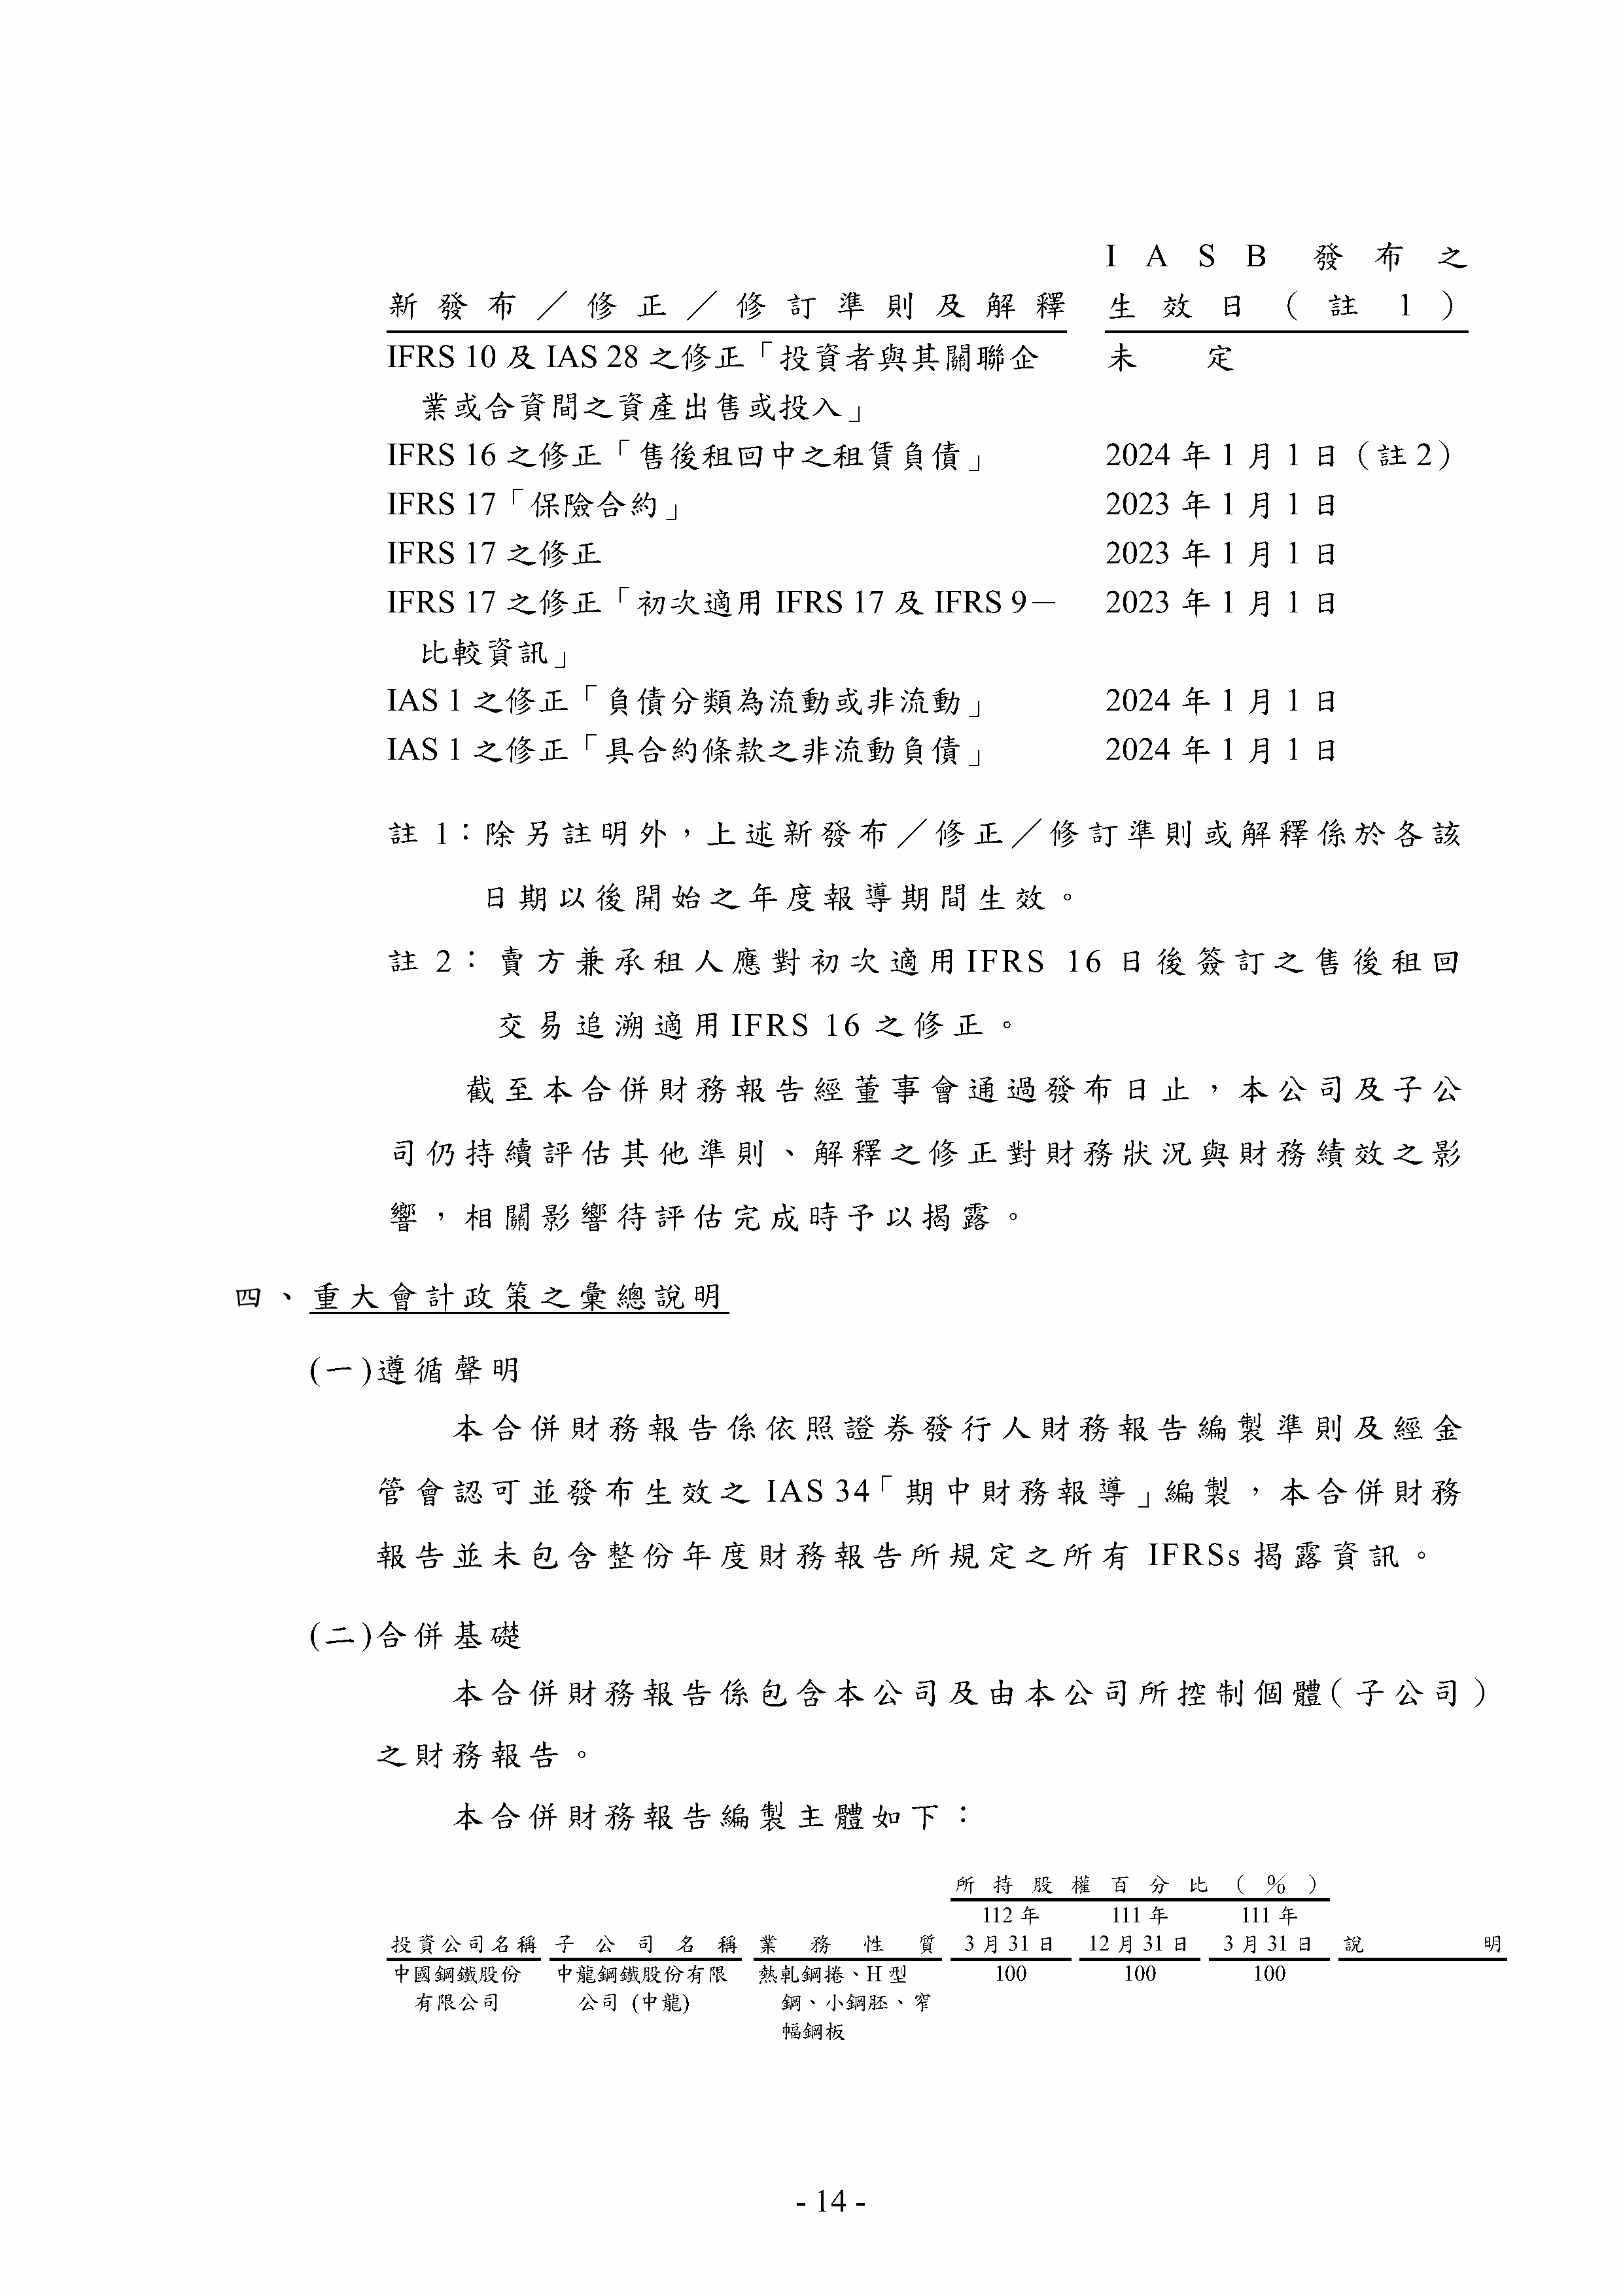 IASB 發布之
新發布／修正／修訂準則及解釋 生效日（註 1）
IFRS 10 及 IAS 28 之修正「投資者與其關聯企 未 定
業或合資間之資產出售或投入」
IFRS 16 之修正「售後租回中之租賃負債」 2024 年 1 月 1 日（註 2）
IFRS 17「保險合約」 2023 年 1 月 1 日
IFRS 17 之修正 2023 年 1 月 1 日
IFRS 17 之修正「初次適用 IFRS 17 及 IFRS 9－ 2023 年 1 月 1 日
比較資訊」
IAS 1 之修正「負債分類為流動或非流動」 2024 年 1 月 1 日
IAS 1 之修正「具合約條款之非流動負債」 2024 年 1 月 1 日
註 1：除另註明外，上述新發布／修正／修訂準則或解釋係於各該
日期以後開始之年度報導期間生效。
註 2：賣方兼承租人應對初次適用 IFRS 16 日後簽訂之售後租回
交易追溯適用 IFRS 16 之修正。
截至本合併財務報告經董事會通過發布日止，本公司及子公
司仍持續評估其他準則、解釋之修正對財務狀況與財務績效之影
響，相關影響待評估完成時予以揭露。
四、重大會計政策之彙總說明
(一)遵循聲明
本合併財務報告係依照證券發行人財務報告編製準則及經金
管會認可並發布生效之 IAS 34「期中財務報導」編製，本合併財務
報告並未包含整份年度財務報告所規定之所有 IFRSs 揭露資訊。
(二)合併基礎
本合併財務報告係包含本公司及由本公司所控制個體（子公司）
之財務報告。
本合併財務報告編製主體如下：
所持股權百分比（%）
112 年 111 年 111 年
投資公司名稱 子公司名稱 業務性質 3 月 31 日 12 月 31 日 3 月 31 日 說明
中國鋼鐵股份 中龍鋼鐵股份有限 熱軋鋼捲、H 型 100 100 100
有限公司 公司 (中龍) 鋼、小鋼胚、窄
幅鋼板
- 14 -